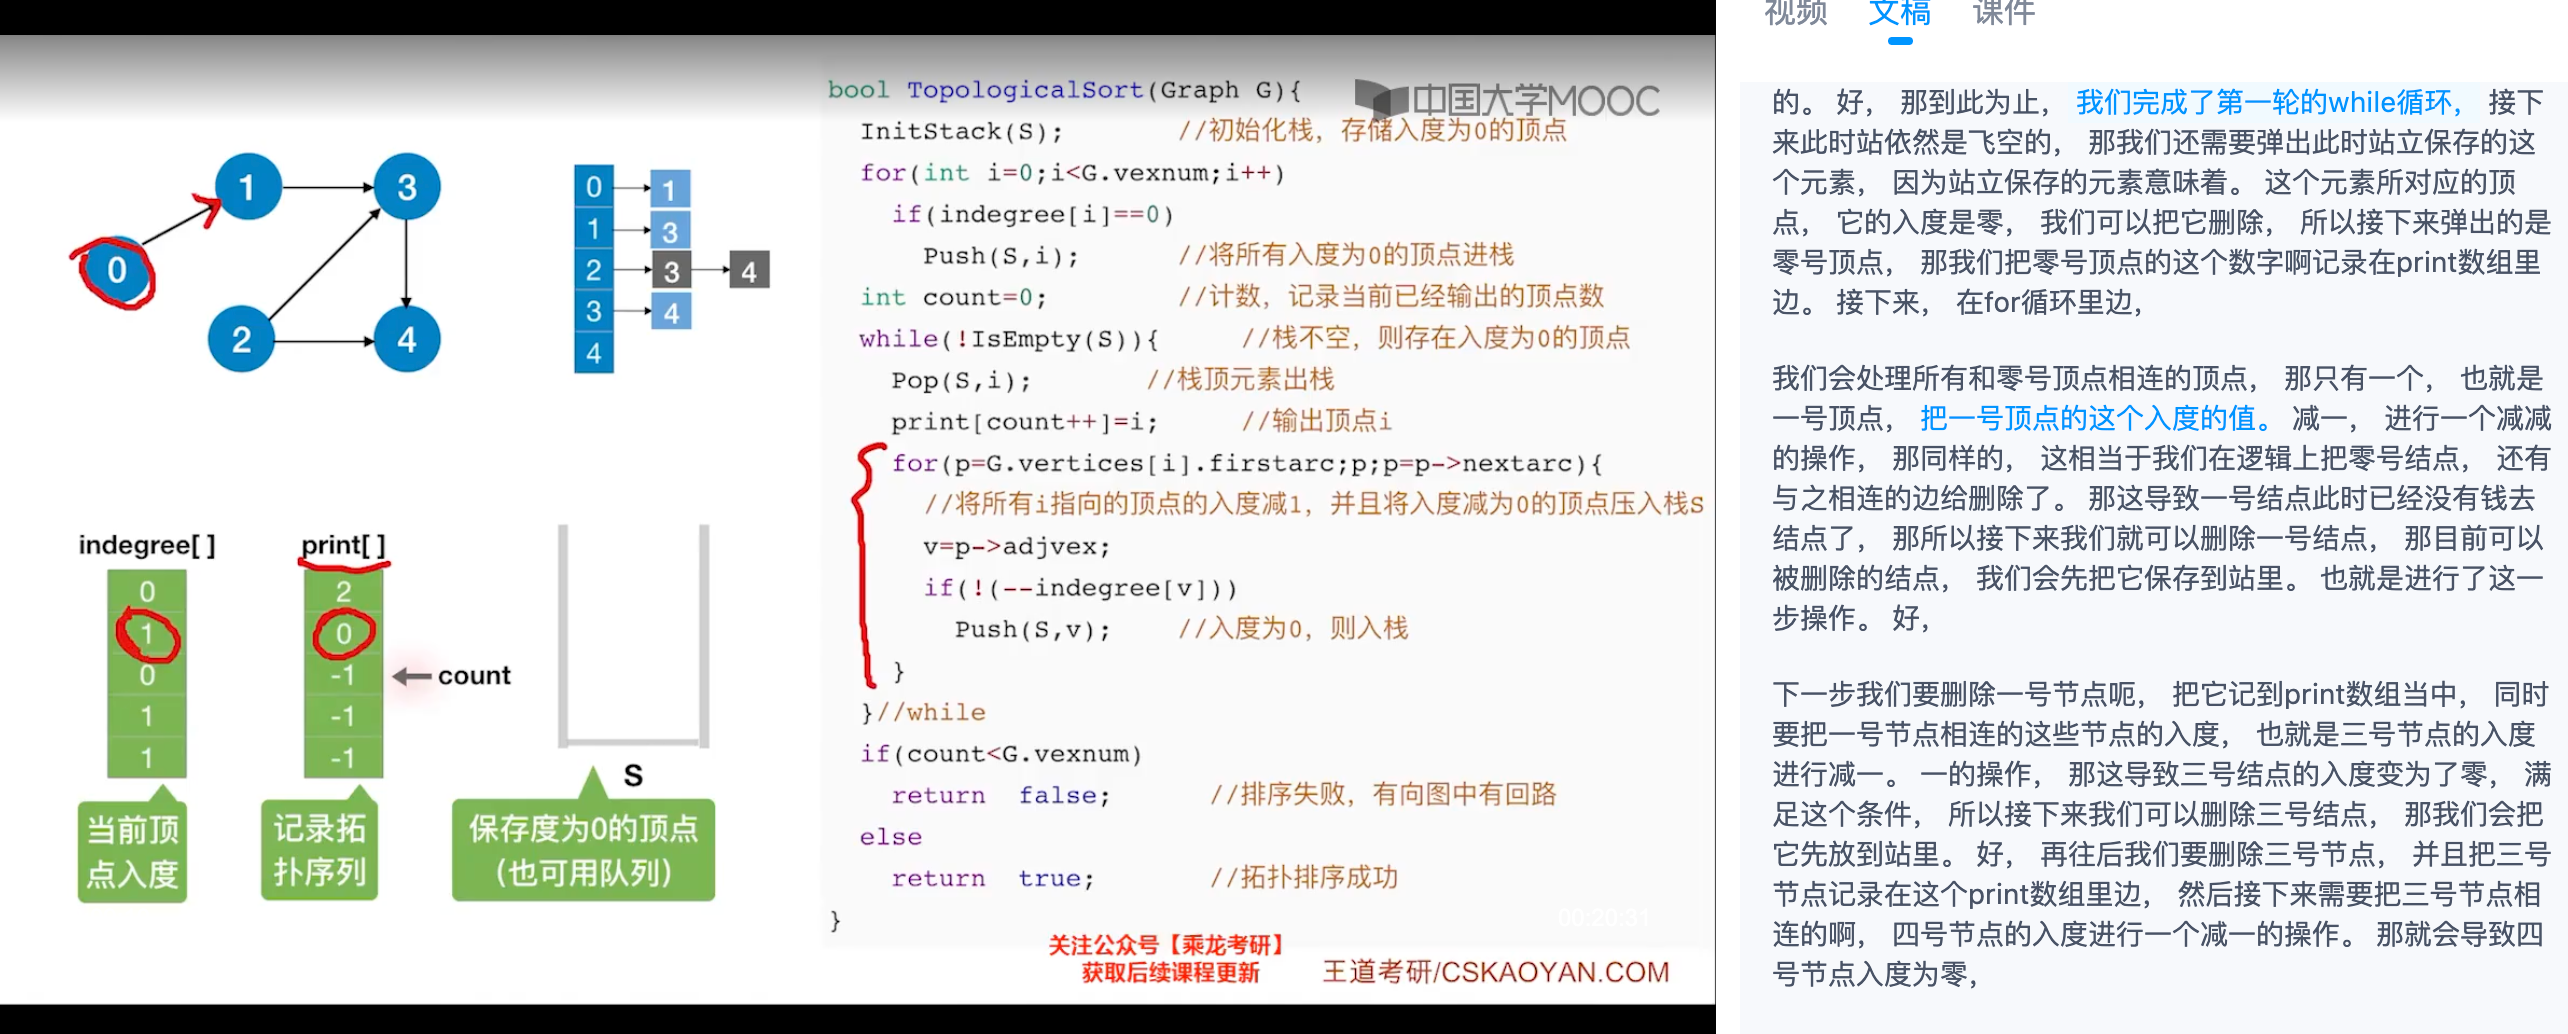 视频 文稿 课件
中国大学MOOC
bool TopologicalSort(Graph G){
InitStack(S); //初始化栈，存储入度为0的顶点
for(int i=0;i<G.vexnum;i++)
if(indegree[i]==0)
Push(S,i); //将所有入度为0的顶点进栈
int count=0; //计数，记录当前已经输出的顶点数
while(!IsEmpty(S)){ //栈不空，则存在入度为0的顶点
Pop(S,i); //栈顶元素出栈
print[count++]=i; //输出顶点i
for(p=G.vertices[i].firstarc;p;p=p->nextarc){
//将所有i指向的顶点的入度减1，并且将入度减为0的顶点压入栈S
v=p->adjvex;
if(!(--indegree[v]))
Push(S,v); //入度为0，则入栈
}
}//while
if(count<G.vexnum)
return false; //排序失败，有向图中有回路
else
return true; //拓扑排序成功
}
00:20:31
关注公众号【乘龙考研】
获取后续课程更新
王道考研/CSKAOYAN.COM
1 3
0
2 4
0 1
1 3
2 3 4
3 4
4
indegree[ ]
0
1
0
1
1
当前顶
点入度
print[ ]
2
0
-1
-1
-1
count
记录拓
扑序列
S
保存度为0的顶点
（也可用队列）
的。 好， 那到此为止， 我们完成了第一轮的while循环， 接下
来此时站依然是飞空的， 那我们还需要弹出此时站立保存的这
个元素， 因为站立保存的元素意味着。 这个元素所对应的顶
点， 它的入度是零， 我们可以把它删除， 所以接下来弹出的是
零号顶点， 那我们把零号顶点的这个数字啊记录在print数组里
边。 接下来， 在for循环里边，
我们会处理所有和零号顶点相连的顶点， 那只有一个， 也就是
一号顶点， 把一号顶点的这个入度的值。 减一， 进行一个减减
的操作， 那同样的， 这相当于我们在逻辑上把零号结点， 还有
与之相连的边给删除了。 那这导致一号结点此时已经没有钱去
结点了， 那所以接下来我们就可以删除一号结点， 那目前可以
被删除的结点， 我们会先把它保存到站里。 也就是进行了这一
步操作。 好，
下一步我们要删除一号节点呃， 把它记到print数组当中， 同时
要把一号节点相连的这些节点的入度， 也就是三号节点的入度
进行减一。 一的操作， 那这导致三号结点的入度变为了零， 满
足这个条件， 所以接下来我们可以删除三号结点， 那我们会把
它先放到站里。 好， 再往后我们要删除三号节点， 并且把三号
节点记录在这个print数组里边， 然后接下来需要把三号节点相
连的啊， 四号节点的入度进行一个减一的操作。 那就会导致四
号节点入度为零，